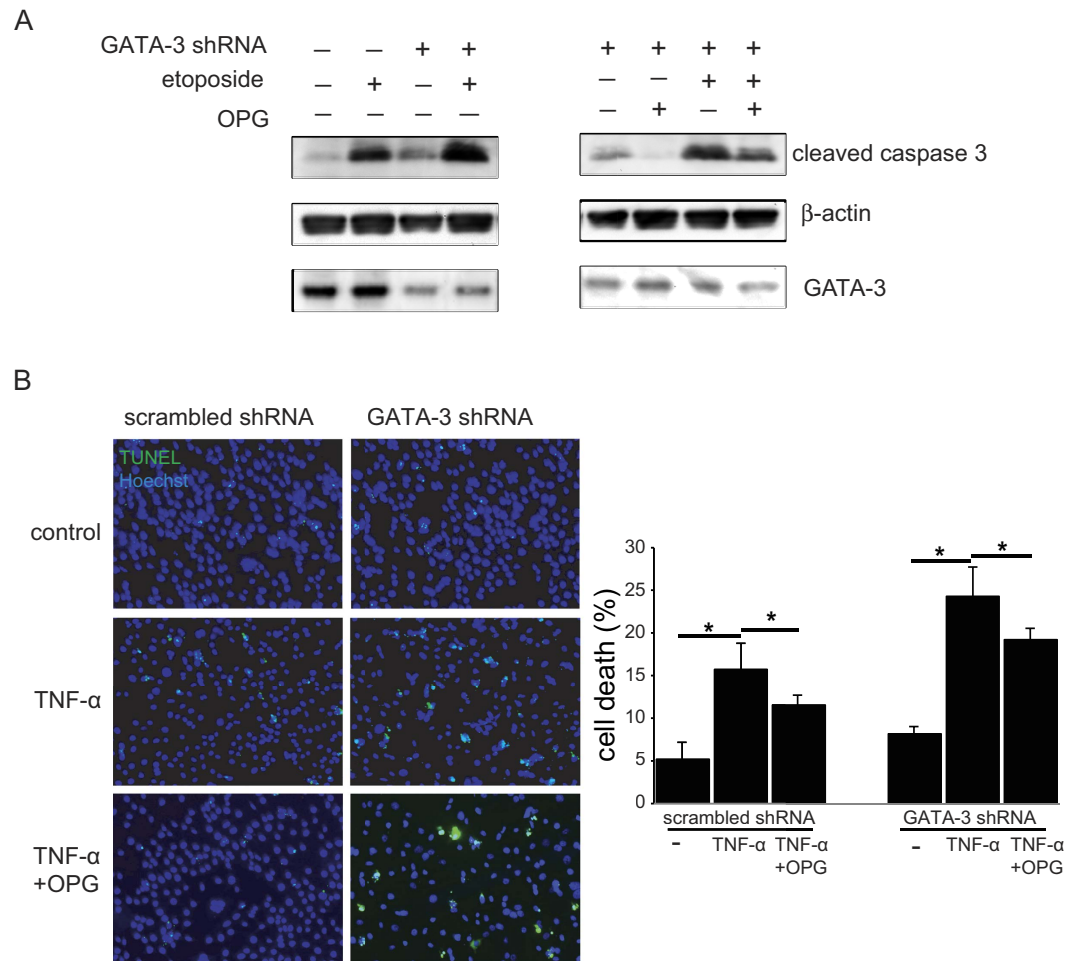 A
GATA-3 shRNA – – + + + + + +
etoposide – + – + – – + +
OPG – – – – – + – +
cleaved caspase 3
β-actin
GATA-3
B
scrambled shRNA GATA-3 shRNA
TUNEL
Hoechst
control
TNF-α
TNF-α
+OPG
cell death (%)
30
25
20
15
10
5
0
* * * *
scrambled shRNA GATA-3 shRNA
- TNF-α TNF-α +OPG - TNF-α TNF-α +OPG